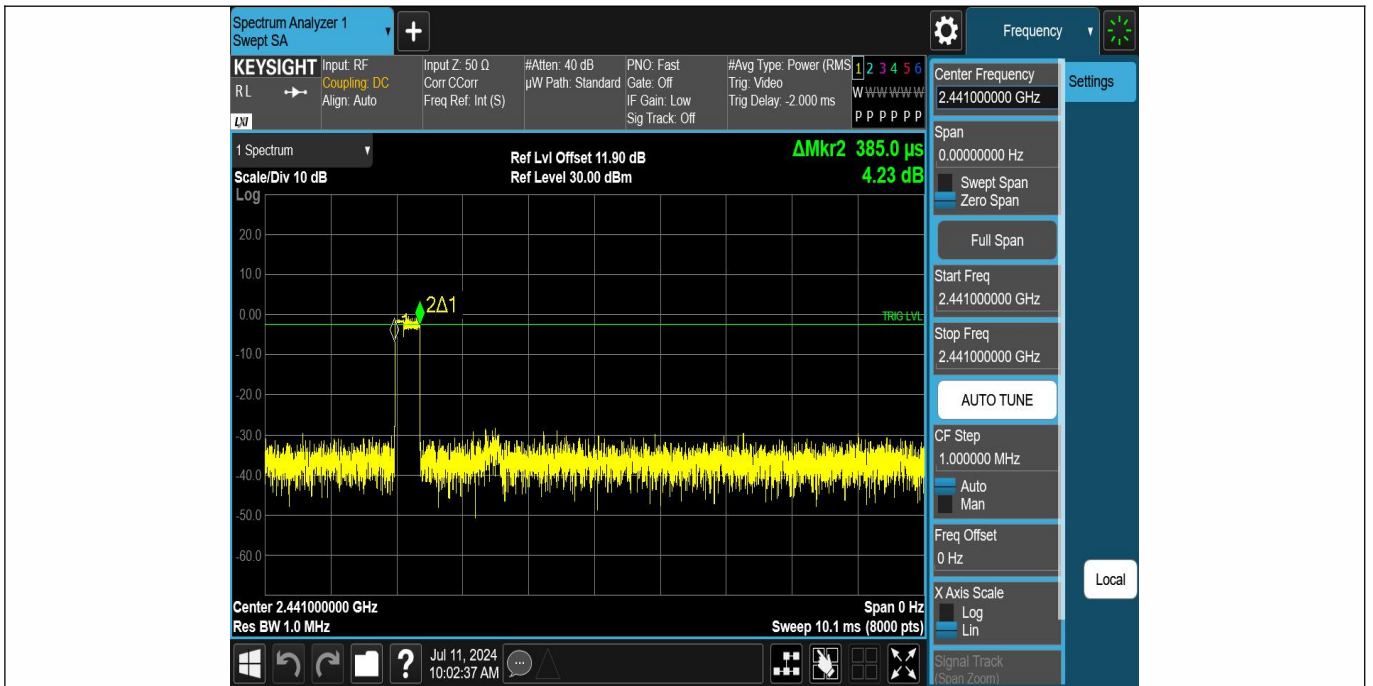 Spectrum Analyzer 1
Swept SA
+
Frequency
KEYSIGHT
RL
LXI
Input: RF
Coupling: DC
Align: Auto
Input Z: 50 Ω
Corr CCorr
Freq Ref: Int (S)
#Atten: 40 dB
µW Path: Standard
PNO: Fast
Gate: Off
IF Gain: Low
Sig Track: Off
#Avg Type: Power (RMS
Trig: Video
Trig Delay: -2.000 ms
1 2 3 4 5 6
W W W W W W
P P P P P P
1 Spectrum
Scale/Div 10 dB
Log
Ref Lvl Offset 11.90 dB
Ref Level 30.00 dBm
ΔMkr2 385.0 µs
4.23 dB
20.0
10.0
0.00
-10.0
-20.0
-30.0
-40.0
-50.0
-60.0
2Δ1
TRIG LVL
Center 2.441000000 GHz
Res BW 1.0 MHz
Span 0 Hz
Sweep 10.1 ms (8000 pts)
Center Frequency
2.441000000 GHz
Settings
Span
0.00000000 Hz
Swept Span
Zero Span
Full Span
Start Freq
2.441000000 GHz
Stop Freq
2.441000000 GHz
AUTO TUNE
CF Step
1.000000 MHz
Auto
Man
Freq Offset
0 Hz
X Axis Scale
Log
Lin
Signal Track
(Span Zoom)
Local
?
Jul 11, 2024
10:02:37 AM